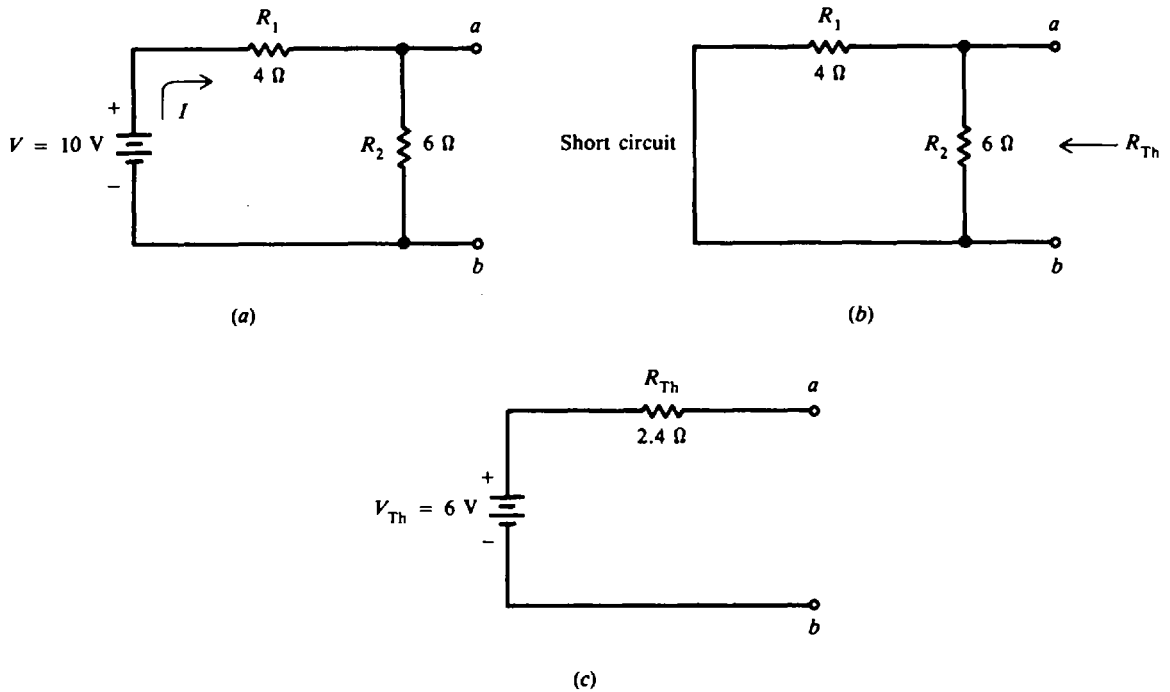 R1
a
4 Ω
+
I
V = 10 V
R2
6 Ω
−
b
(a)
R1
a
4 Ω
Short circuit
R2
6 Ω
RTh
b
(b)
RTh
a
2.4 Ω
+
VTh = 6 V
−
b
(c)